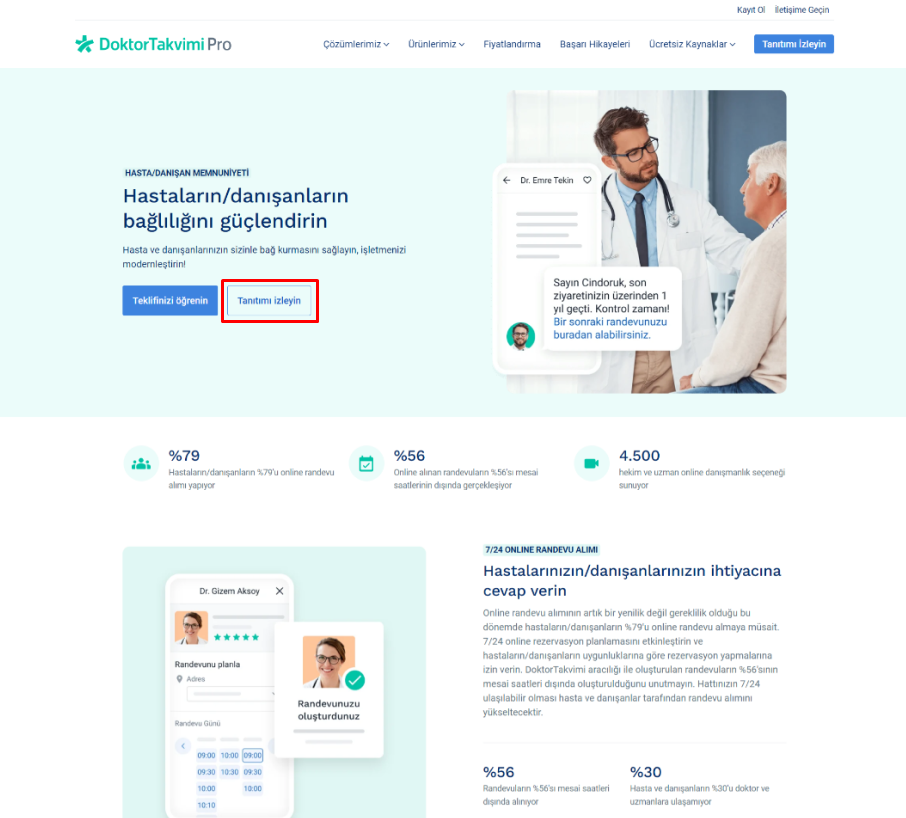 Kayıt Ol İletişime Geçin
DoktorTakvimi Pro
Çözümlerimiz Ürünlerimiz Fiyatlandırma Başarı Hikayeleri Ücretsiz Kaynaklar Tanıtımı İzleyin
HASTA/DANIŞAN MEMNUNİYETİ
Hastaların/danışanların
bağlılığını güçlendirin
Hasta ve danışanlarınızın sizinle bağ kurmasını sağlayın, işletmenizi
modernleştirin!
Teklifinizi öğrenin Tanıtımı izleyin
Dr. Emre Tekin
Sayın Cindoruk, son
ziyaretinizin üzerinden 1
yıl geçti. Kontrol zamanı!
Bir sonraki randevunuzu
buradan alabilirsiniz.
%79
Hastaların/danışanların %79'u online randevu
alımı yapıyor
%56
Online alınan randevuların %56'sı mesai
saatlerinin dışında gerçekleşiyor
4.500
hekim ve uzman online danışmanlık seçeneği
sunuyor
Dr. Gizem Aksoy
Randevunu planla
Adres
Randevu Günü
09:00 10:00 09:00
09:30 10:30 09:30
10:00 10:00
10:10
Randevunuzu
oluşturdunuz
7/24 ONLINE RANDEVU ALIMI
Hastalarınızın/danışanlarınızın ihtiyacına
cevap verin
Online randevu alımının artık bir yenilik değil gereklilik olduğu bu
dönemde hastaların/danışanların %79'u online randevu almaya müsait.
7/24 online rezervasyon planlamasını etkinleştirin ve
hastaların/danışanların uygunluklarına göre rezervasyon yapmalarına
izin verin. DoktorTakvimi aracılığı ile oluşturulan randevuların %56'sının
mesai saatleri dışında oluşturulduğunu unutmayın. Hattınızın 7/24
ulaşılabilir olması hasta ve danışanlar tarafından randevu alımını
yükseltecektir.
%56
Randevuların %56'sı mesai saatleri
dışında alınıyor
%30
Hasta ve danışanların %30'u doktor ve
uzmanlara ulaşamıyor